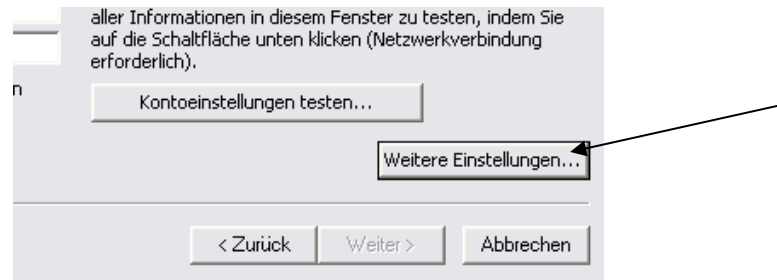 aller Informationen in diesem Fenster zu testen, indem Sie
auf die Schaltfläche unten klicken (Netzwerkverbindung
erforderlich).
n
Kontoeinstellungen testen...
Weitere Einstellungen...
< Zurück Weiter > Abbrechen